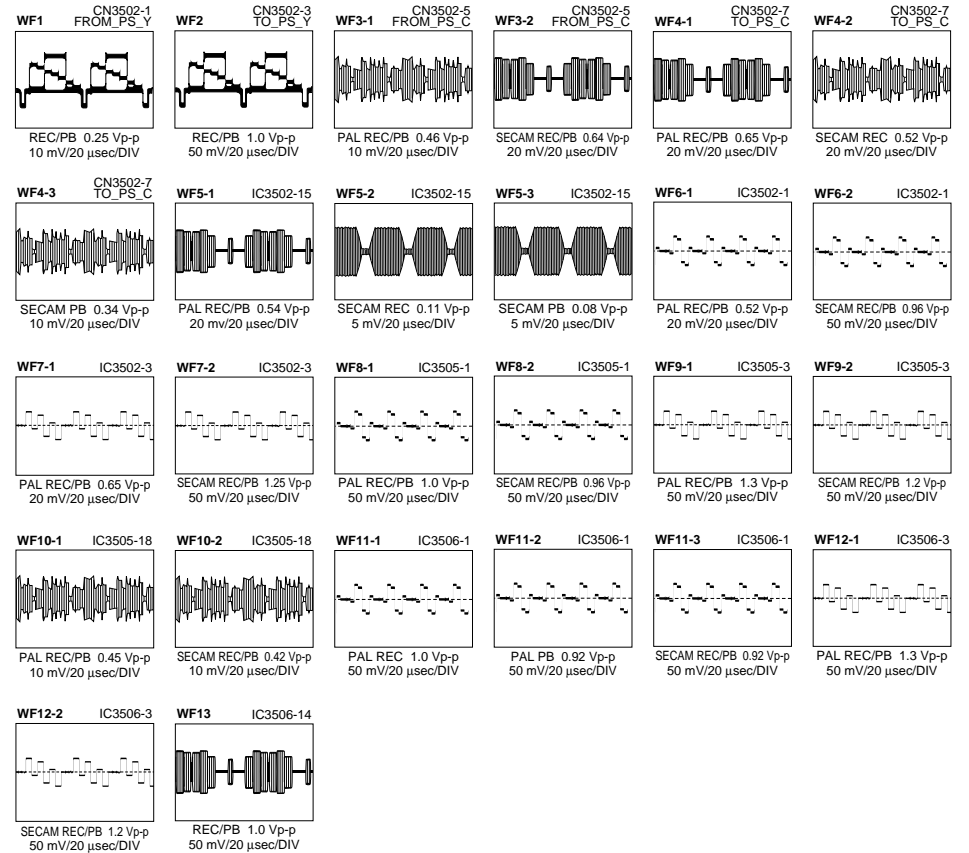 WF1 CN3502-1
FROM_PS_Y
REC/PB 0.25 Vp-p
10 mV/20 µsec/DIV
WF2 CN3502-3
TO_PS_Y
REC/PB 1.0 Vp-p
50 mV/20 µsec/DIV
WF3-1 CN3502-5
FROM_PS_C
PAL REC/PB 0.46 Vp-p
10 mV/20 µsec/DIV
WF3-2 CN3502-5
FROM_PS_C
SECAM REC/PB 0.64 Vp-p
20 mV/20 µsec/DIV
WF4-1 CN3502-7
TO_PS_C
PAL REC/PB 0.65 Vp-p
20 mV/20 µsec/DIV
WF4-2 CN3502-7
TO_PS_C
SECAM REC 0.52 Vp-p
20 mV/20 µsec/DIV
WF4-3 CN3502-7
TO_PS_C
SECAM PB 0.34 Vp-p
10 mV/20 µsec/DIV
WF5-1 IC3502-15
PAL REC/PB 0.54 Vp-p
20 mv/20 µsec/DIV
WF5-2 IC3502-15
SECAM REC 0.11 Vp-p
5 mV/20 µsec/DIV
WF5-3 IC3502-15
SECAM PB 0.08 Vp-p
5 mV/20 µsec/DIV
WF6-1 IC3502-1
PAL REC/PB 0.52 Vp-p
20 mV/20 µsec/DIV
WF6-2 IC3502-1
SECAM REC/PB 0.96 Vp-p
50 mV/20 µsec/DIV
WF7-1 IC3502-3
PAL REC/PB 0.65 Vp-p
20 mV/20 µsec/DIV
WF7-2 IC3502-3
SECAM REC/PB 1.25 Vp-p
50 mV/20 µsec/DIV
WF8-1 IC3505-1
PAL REC/PB 1.0 Vp-p
50 mV/20 µsec/DIV
WF8-2 IC3505-1
SECAM REC/PB 0.96 Vp-p
50 mV/20 µsec/DIV
WF9-1 IC3505-3
PAL REC/PB 1.3 Vp-p
50 mV/20 µsec/DIV
WF9-2 IC3505-3
SECAM REC/PB 1.2 Vp-p
50 mV/20 µsec/DIV
WF10-1 IC3505-18
PAL REC/PB 0.45 Vp-p
10 mV/20 µsec/DIV
WF10-2 IC3505-18
SECAM REC/PB 0.42 Vp-p
10 mV/20 µsec/DIV
WF11-1 IC3506-1
PAL REC 1.0 Vp-p
50 mV/20 µsec/DIV
WF11-2 IC3506-1
PAL PB 0.92 Vp-p
50 mV/20 µsec/DIV
WF11-3 IC3506-1
SECAM REC/PB 0.92 Vp-p
50 mV/20 µsec/DIV
WF12-1 IC3506-3
PAL REC/PB 1.3 Vp-p
50 mV/20 µsec/DIV
WF12-2 IC3506-3
SECAM REC/PB 1.2 Vp-p
50 mV/20 µsec/DIV
WF13 IC3506-14
REC/PB 1.0 Vp-p
50 mV/20 µsec/DIV